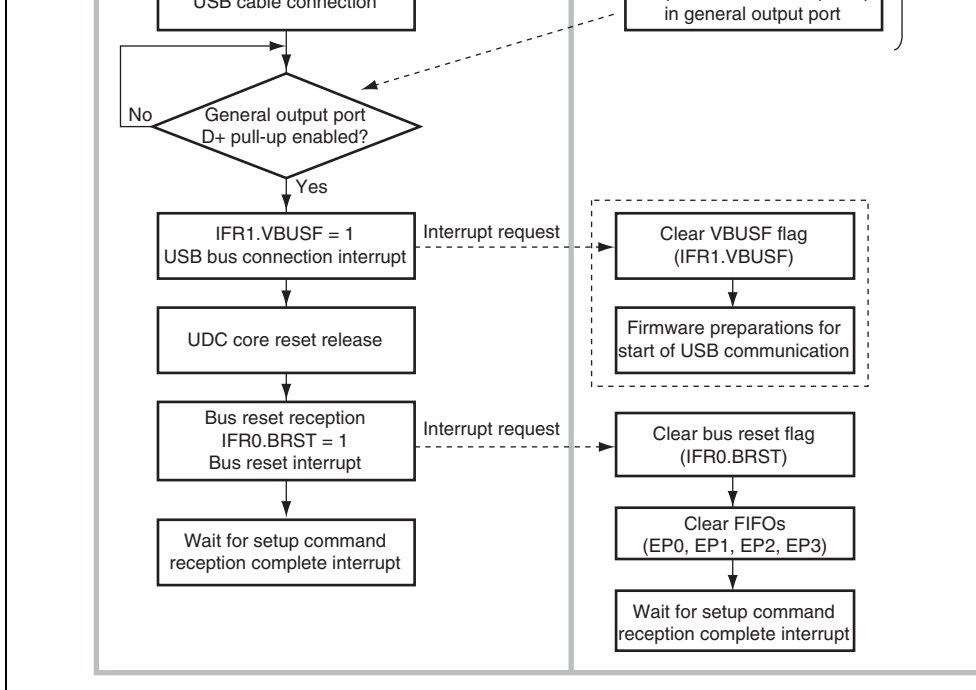 USB cable connection
in general output port
General output port
D+ pull-up enabled?
No
Yes
IFR1.VBUSF = 1
USB bus connection interrupt
Interrupt request
Clear VBUSF flag
(IFR1.VBUSF)
UDC core reset release
Firmware preparations for
start of USB communication
Bus reset reception
IFR0.BRST = 1
Bus reset interrupt
Interrupt request
Clear bus reset flag
(IFR0.BRST)
Wait for setup command
reception complete interrupt
Clear FIFOs
(EP0, EP1, EP2, EP3)
Wait for setup command
reception complete interrupt